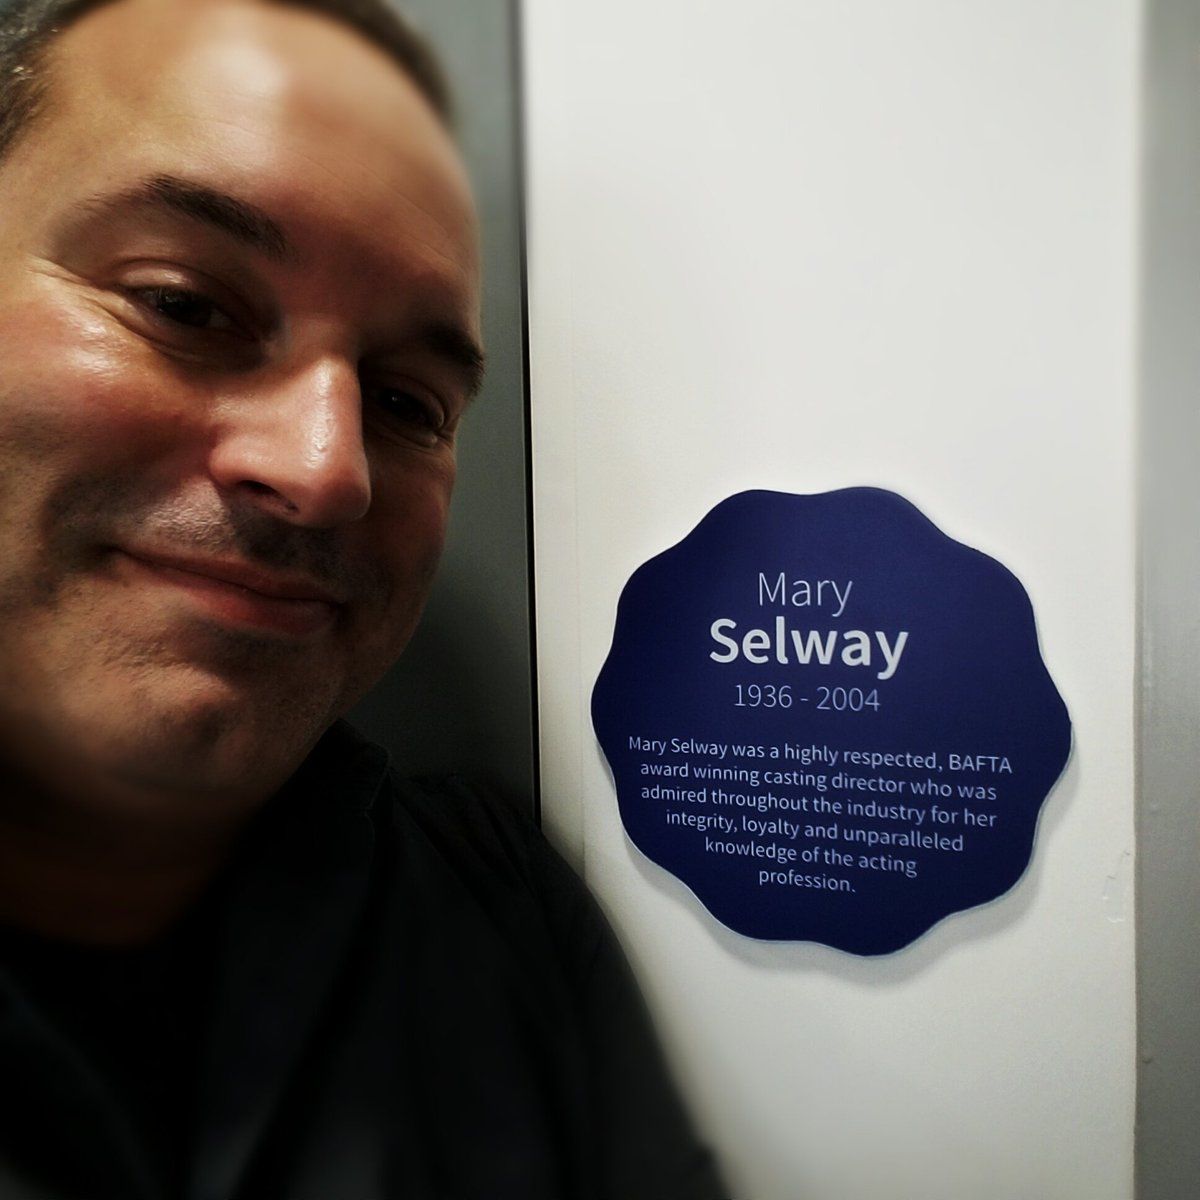 Mary
Selway
1936 - 2004
Mary Selway was a highly respected, BAFTA
award winning casting director who was
admired throughout the industry for her
integrity, loyalty and unparalleled
knowledge of the acting
profession.